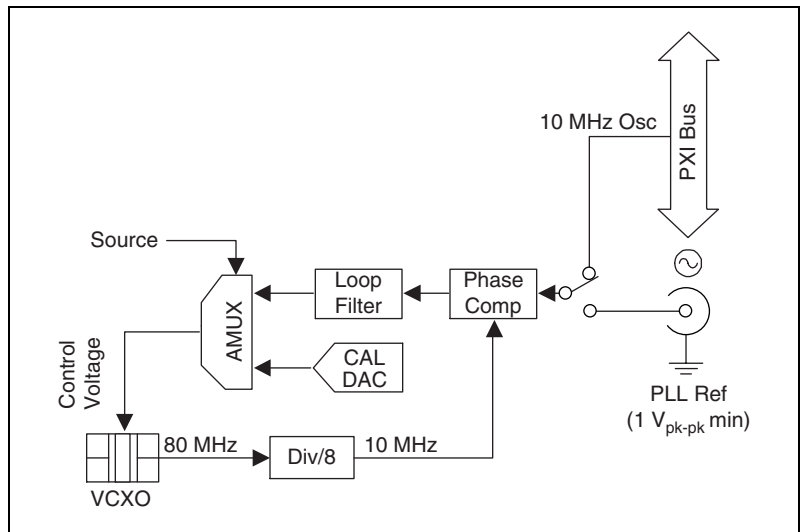 10 MHz Osc
PXI Bus
Source
Loop
Filter
Phase
Comp
AMUX
CAL
DAC
Control
Voltage
PLL Ref
(1 Vpk-pk min)
80 MHz
Div/8
10 MHz
VCXO